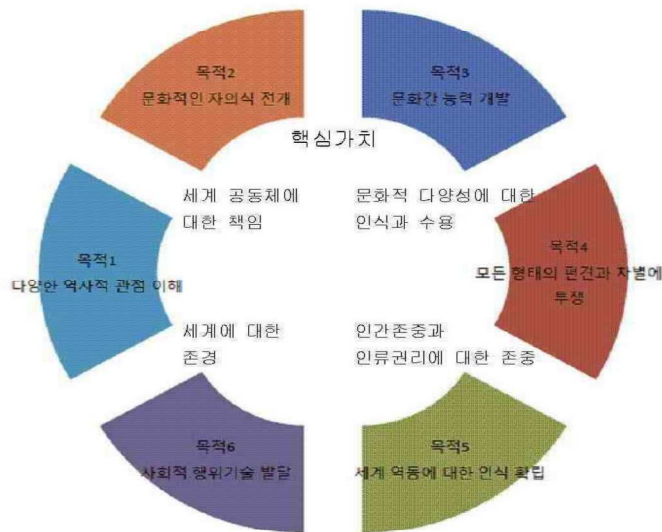 목적2
문화적인 자의식 전개
목적3
문화간 능력 개발
핵심가치
세계 공동체에
대한 책임
문화적 다양성에 대한
인식과 수용
목적1
다양한 역사적 관점 이해
목적4
모든 형태의 편견과 차별에
투쟁
세계에 대한
존경
인간존중과
인류권리에 대한 존중
목적6
사회적 행위기술 발달
목적5
세계 역동에 대한 인식 확립